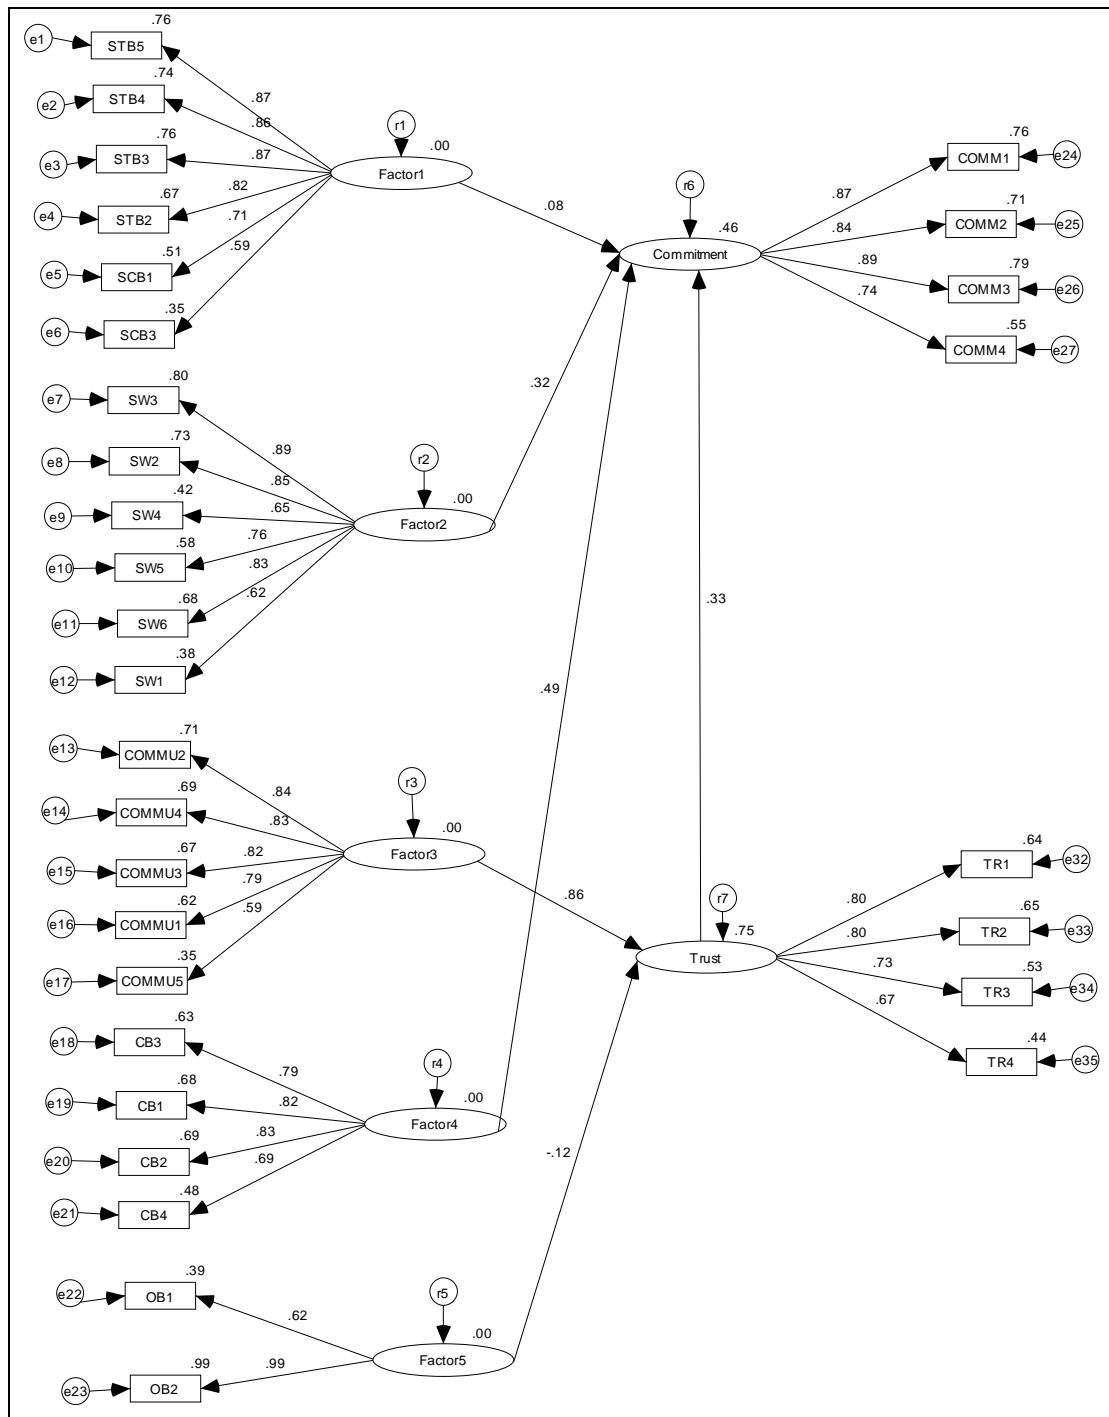 .76
e1
STB5
.74
.87
e2
STB4
.86
r1
.76
.00
e3
STB3
.87
Factor1
.67
.82
e4
STB2
.71
.08
.51
.59
e5
SCB1
.35
e6
SCB3
r6
.46
Commitment
.76
COMM1
e24
.87
.71
.84
COMM2
e25
.89
.79
COMM3
e26
.74
.55
COMM4
e27
.80
e7
SW3
.32
.73
.89
e8
SW2
r2
.42
.85
.00
e9
SW4
.65
Factor2
.58
.76
e10
SW5
.83
.68
.62
e11
SW6
.33
.38
e12
SW1
.49
.71
e13
COMMU2
r3
.69
.84
e14
COMMU4
.83
.00
.67
.82
Factor3
e15
COMMU3
.79
.62
.59
.86
e16
COMMU1
.35
e17
COMMU5
r7
.75
Trust
.64
TR1
e32
.80
.65
.80
TR2
e33
.73
.53
TR3
e34
.67
.44
TR4
e35
.63
e18
CB3
r4
.68
.79
.00
e19
CB1
.82
Factor4
.69
.83
e20
CB2
.69
-.12
.48
e21
CB4
.39
e22
OB1
r5
.62
.00
.99
.99
Factor5
e23
OB2